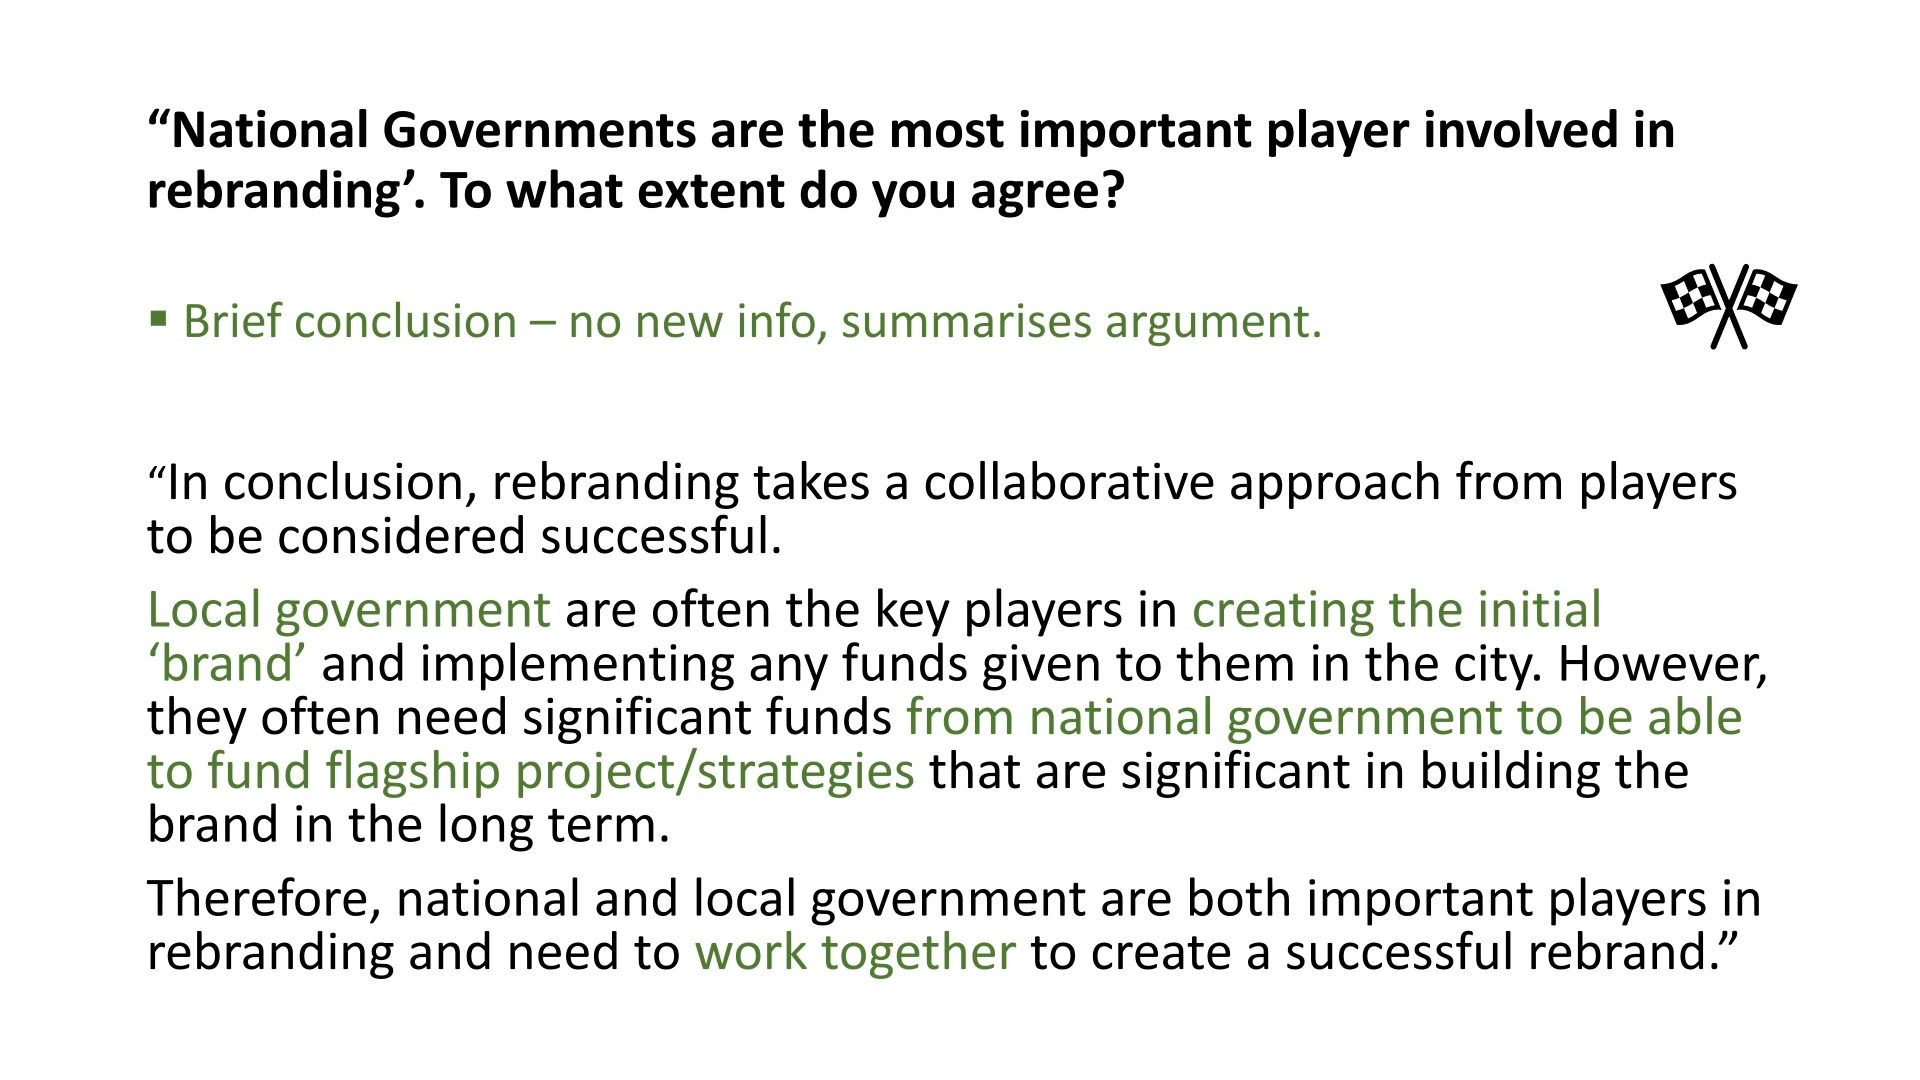 “National Governments are the most important player involved in
rebranding’. To what extent do you agree?
▪ Brief conclusion – no new info, summarises argument.
“In conclusion, rebranding takes a collaborative approach from players
to be considered successful.
Local government are often the key players in creating the initial
‘brand’ and implementing any funds given to them in the city. However,
they often need significant funds from national government to be able
to fund flagship project/strategies that are significant in building the
brand in the long term.
Therefore, national and local government are both important players in
rebranding and need to work together to create a successful rebrand.”